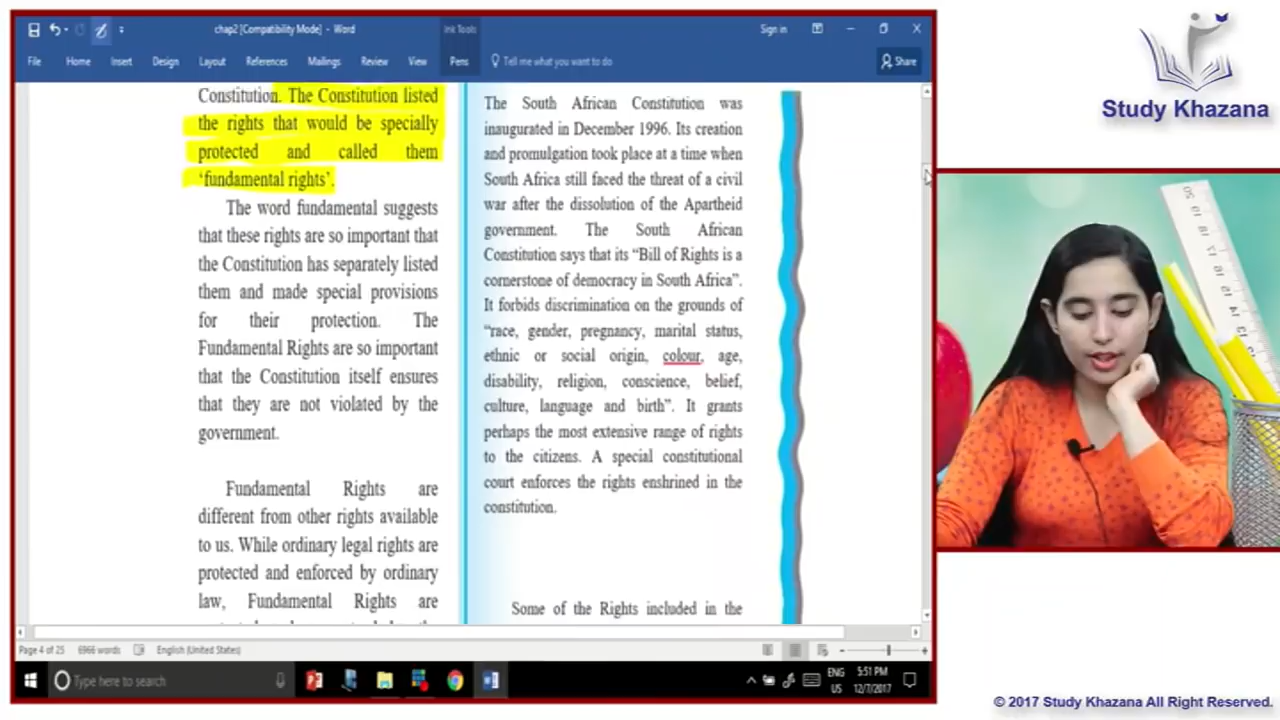 chap2 [Compatibility Mode] - Word
Ink Tools
Sign in
File
Home
Insert
Design
Layout
References
Mailings
Review
View
Pens
Tell me what you want to do
Share
Constitution. The Constitution listed
the rights that would be specially
protected and called them
‘fundamental rights’.
The word fundamental suggests
that these rights are so important that
the Constitution has separately listed
them and made special provisions
for their protection. The
Fundamental Rights are so important
that the Constitution itself ensures
that they are not violated by the
government.
Fundamental Rights are
different from other rights available
to us. While ordinary legal rights are
protected and enforced by ordinary
law, Fundamental Rights are
The South African Constitution was
inaugurated in December 1996. Its creation
and promulgation took place at a time when
South Africa still faced the threat of a civil
war after the dissolution of the Apartheid
government. The South African
Constitution says that its “Bill of Rights is a
cornerstone of democracy in South Africa”.
It forbids discrimination on the grounds of
“race, gender, pregnancy, marital status,
ethnic or social origin, colour, age,
disability, religion, conscience, belief,
culture, language and birth”. It grants
perhaps the most extensive range of rights
to the citizens. A special constitutional
court enforces the rights enshrined in the
constitution.
Some of the Rights included in the
Page 4 of 25
6966 words
English (United States)
Type here to search
ENG
US
5:51 PM
12/7/2017
Study Khazana
20 19 18 17 16 15 14 13
© 2017 Study Khazana All Right Reserved.